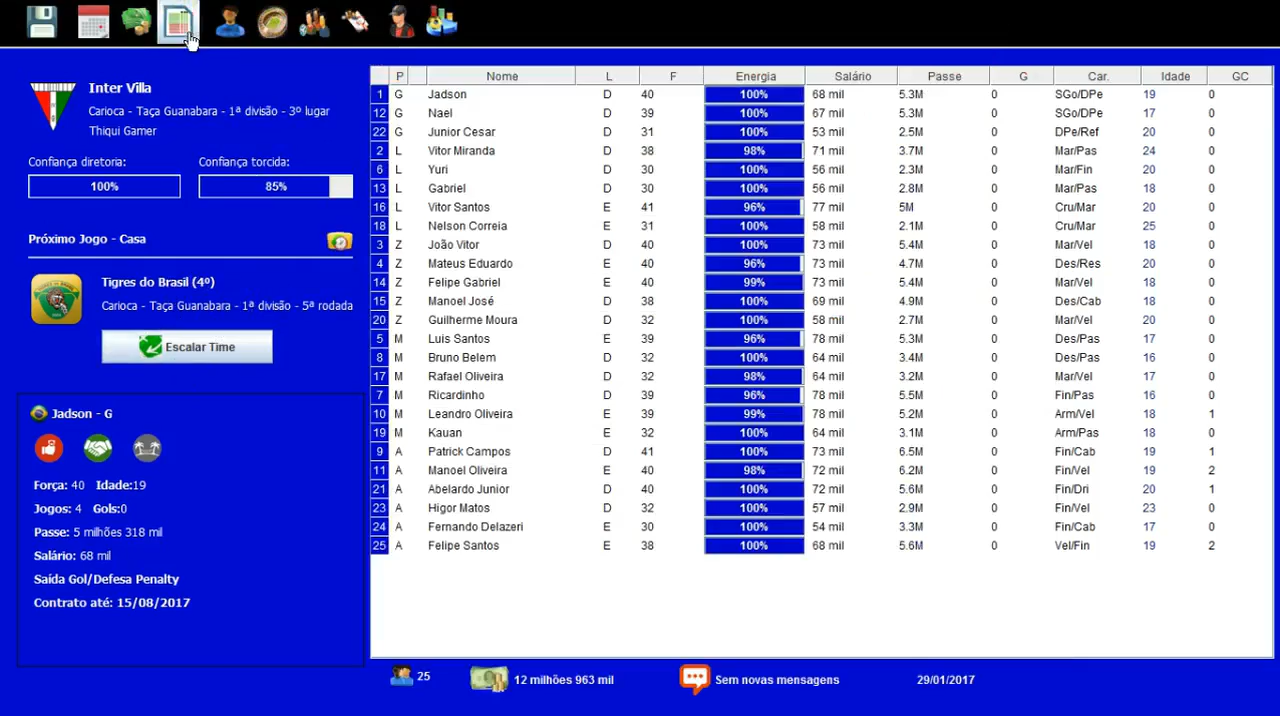 Inter Villa
Carioca - Taça Guanabara - 1ª divisão - 3º lugar
Thiqui Gamer
Confiança diretoria: Confiança torcida:
100% 85%
Próximo Jogo - Casa
Tigres do Brasil (4º)
Carioca - Taça Guanabara - 1ª divisão - 5ª rodada
Escalar Time
Jadson - G
Força: 40 Idade:19
Jogos: 4 Gols:0
Passe: 5 milhões 318 mil
Salário: 68 mil
Saída Gol/Defesa Penalty
Contrato até: 15/08/2017
P Nome L F Energia Salário Passe G Car. Idade GC
1 G Jadson D 40 100% 68 mil 5.3M 0 SGo/DPe 19 0
12 G Nael D 39 100% 67 mil 5.3M 0 SGo/DPe 17 0
22 G Junior Cesar D 31 100% 53 mil 2.5M 0 DPe/Ref 20 0
2 L Vitor Miranda D 38 98% 71 mil 3.7M 0 Mar/Pas 24 0
6 L Yuri D 30 100% 56 mil 2.3M 0 Mar/Fin 20 0
13 L Gabriel D 30 100% 56 mil 2.8M 0 Mar/Pas 18 0
16 L Vitor Santos E 41 96% 77 mil 5M 0 Cru/Mar 20 0
18 L Nelson Correia E 31 100% 58 mil 2.1M 0 Cru/Mar 25 0
3 Z João Vitor D 40 100% 73 mil 5.4M 0 Mar/Vel 18 0
4 Z Mateus Eduardo E 40 96% 73 mil 4.7M 0 Des/Res 20 0
14 Z Felipe Gabriel E 40 99% 73 mil 5.4M 0 Mar/Vel 18 0
15 Z Manoel José D 38 100% 69 mil 4.9M 0 Des/Cab 18 0
20 Z Guilherme Moura D 32 100% 58 mil 2.7M 0 Mar/Vel 20 0
5 M Luis Santos E 39 96% 78 mil 5.3M 0 Des/Pas 17 0
8 M Bruno Belem D 32 100% 64 mil 3.4M 0 Des/Pas 16 0
17 M Rafael Oliveira D 32 98% 64 mil 3.2M 0 Mar/Vel 17 0
7 M Ricardinho D 39 96% 78 mil 5.5M 0 Fin/Pas 16 0
10 M Leandro Oliveira E 39 99% 78 mil 5.2M 0 Arm/Vel 18 1
19 M Kauan E 32 100% 64 mil 3.1M 0 Arm/Pas 18 0
9 A Patrick Campos D 41 100% 73 mil 6.5M 0 Fin/Cab 19 1
11 A Manoel Oliveira E 40 98% 72 mil 6.2M 0 Fin/Vel 19 2
21 A Abelardo Junior D 40 100% 72 mil 5.6M 0 Fin/Dri 20 1
23 A Higor Matos D 32 100% 57 mil 2.9M 0 Fin/Vel 23 0
24 A Fernando Delazeri E 30 100% 54 mil 3.3M 0 Fin/Cab 17 0
25 A Felipe Santos E 38 100% 68 mil 5.6M 0 Vel/Fin 19 2
25 12 milhões 963 mil Sem novas mensagens 29/01/2017